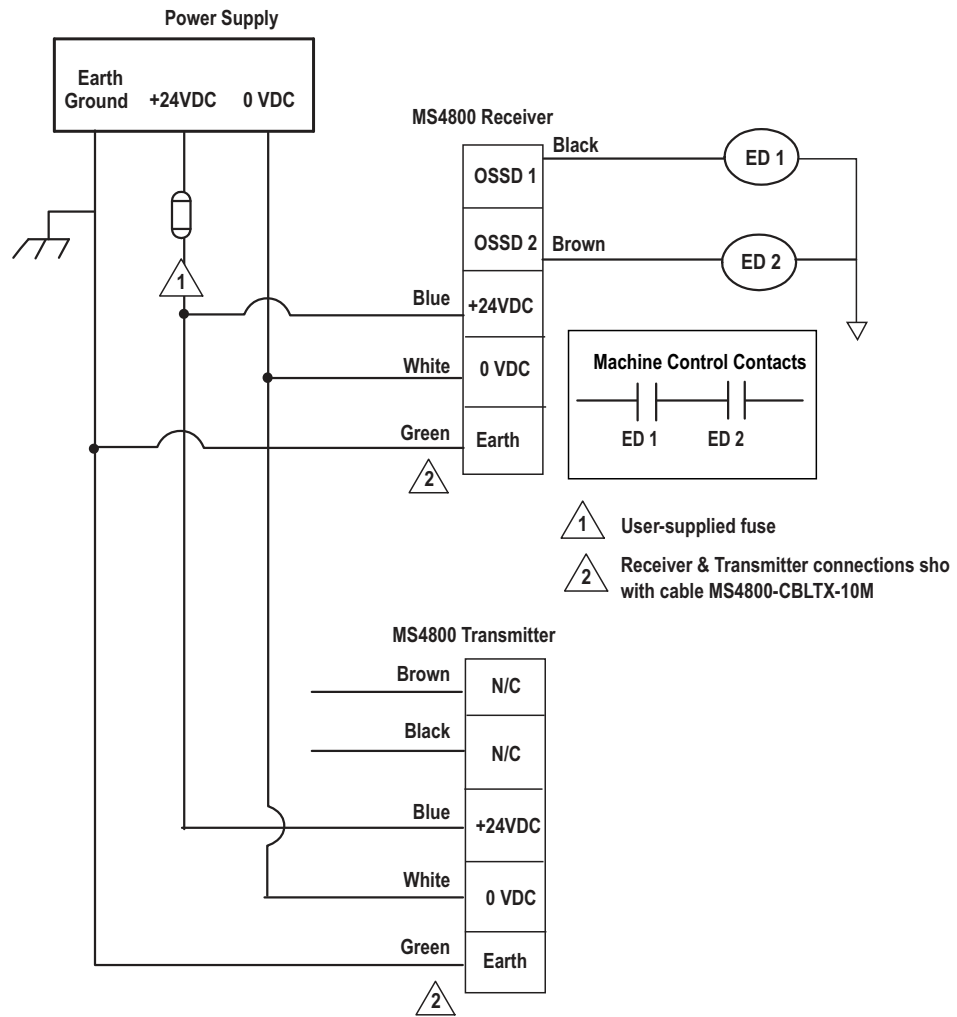 Power Supply
Earth
Ground
+24VDC
0 VDC
MS4800 Receiver
Black
OSSD 1
ED 1
OSSD 2
Brown
ED 2
1
Blue
+24VDC
White
0 VDC
Green
Earth
2
Machine Control Contacts
ED 1
ED 2
1
User-supplied fuse
2
Receiver & Transmitter connections sho
with cable MS4800-CBLTX-10M
MS4800 Transmitter
Brown
N/C
Black
N/C
Blue
+24VDC
White
0 VDC
Green
Earth
2